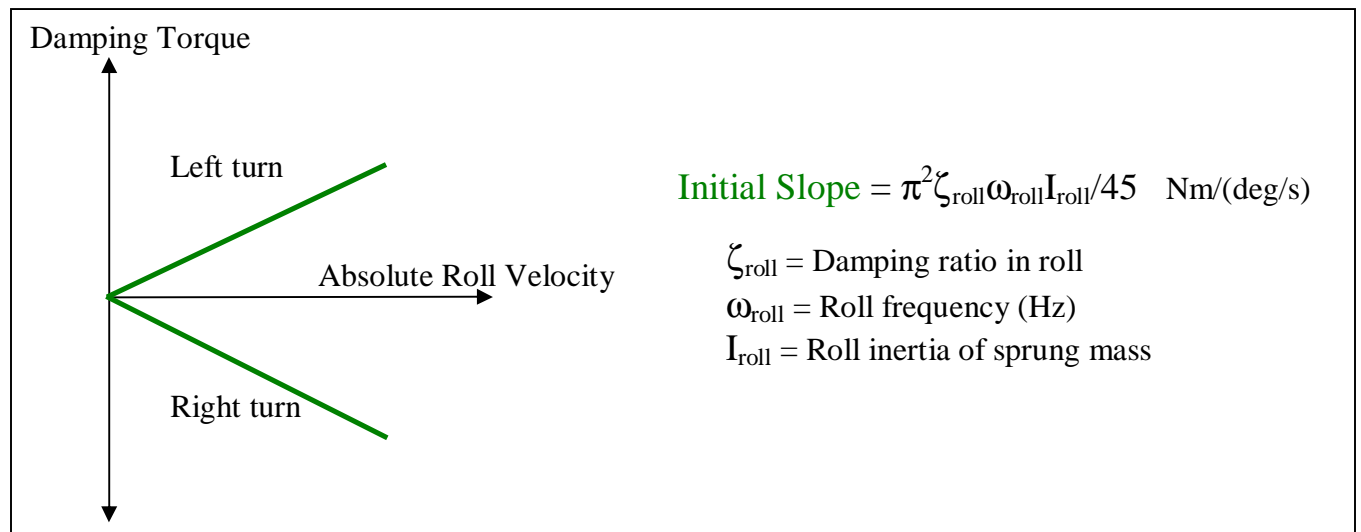 Damping Torque
Left turn
Initial Slope = π²ζrollωrollIroll/45 Nm/(deg/s)
ζroll = Damping ratio in roll
Absolute Roll Velocity
ωroll = Roll frequency (Hz)
Iroll = Roll inertia of sprung mass
Right turn